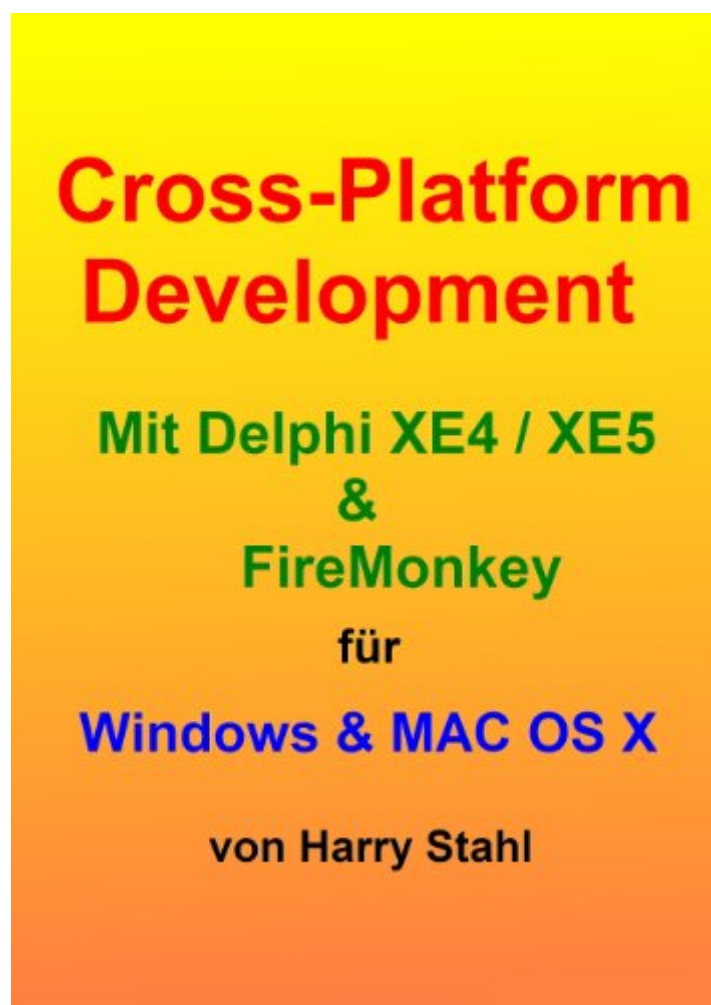 Cross-Platform
Development
Mit Delphi XE4 / XE5
&
FireMonkey
für
Windows & MAC OS X
von Harry Stahl